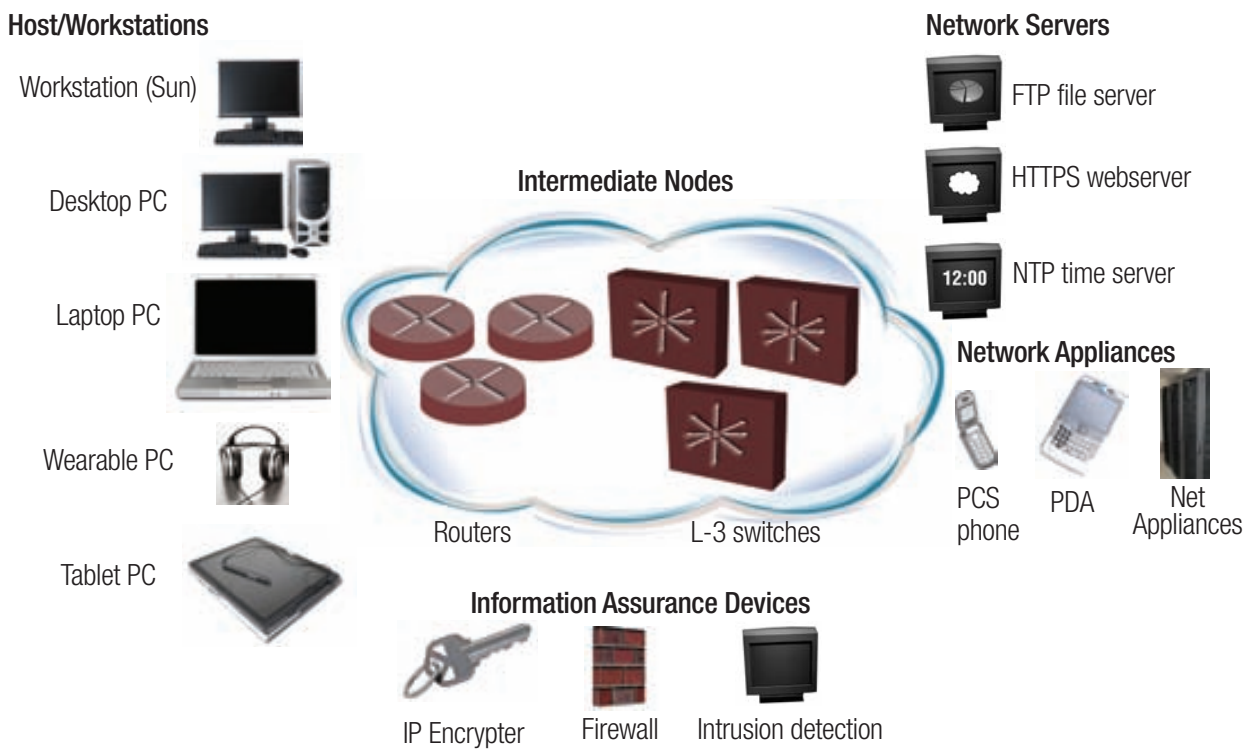 Host/Workstations
Workstation (Sun)
Desktop PC
Laptop PC
Wearable PC
Tablet PC
Intermediate Nodes
Routers
L-3 switches
Network Servers
FTP file server
HTTPS webserver
12:00
NTP time server
Network Appliances
PCS
phone
PDA
Net
Appliances
Information Assurance Devices
IP Encrypter
Firewall
Intrusion detection